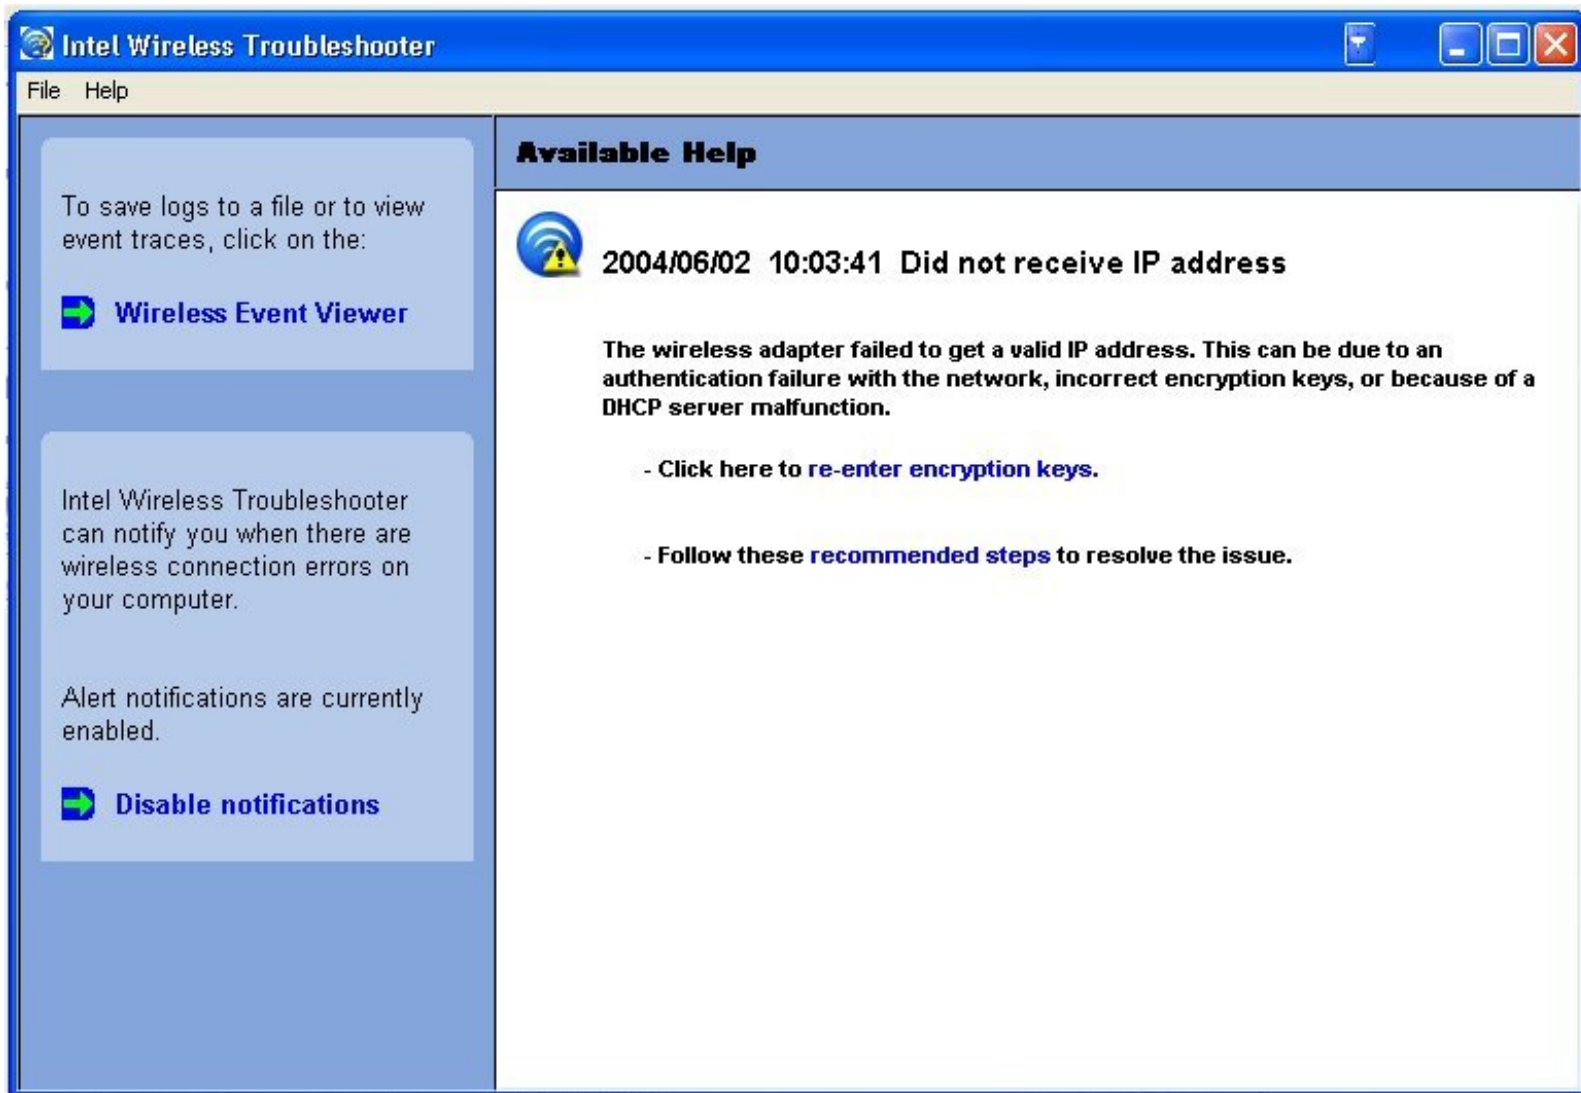 Intel Wireless Troubleshooter
File Help
To save logs to a file or to view
event traces, click on the:
Wireless Event Viewer
Intel Wireless Troubleshooter
can notify you when there are
wireless connection errors on
your computer.
Alert notifications are currently
enabled.
Disable notifications
Available Help
2004/06/02 10:03:41 Did not receive IP address
The wireless adapter failed to get a valid IP address. This can be due to an
authentication failure with the network, incorrect encryption keys, or because of a
DHCP server malfunction.
- Click here to re-enter encryption keys.
- Follow these recommended steps to resolve the issue.